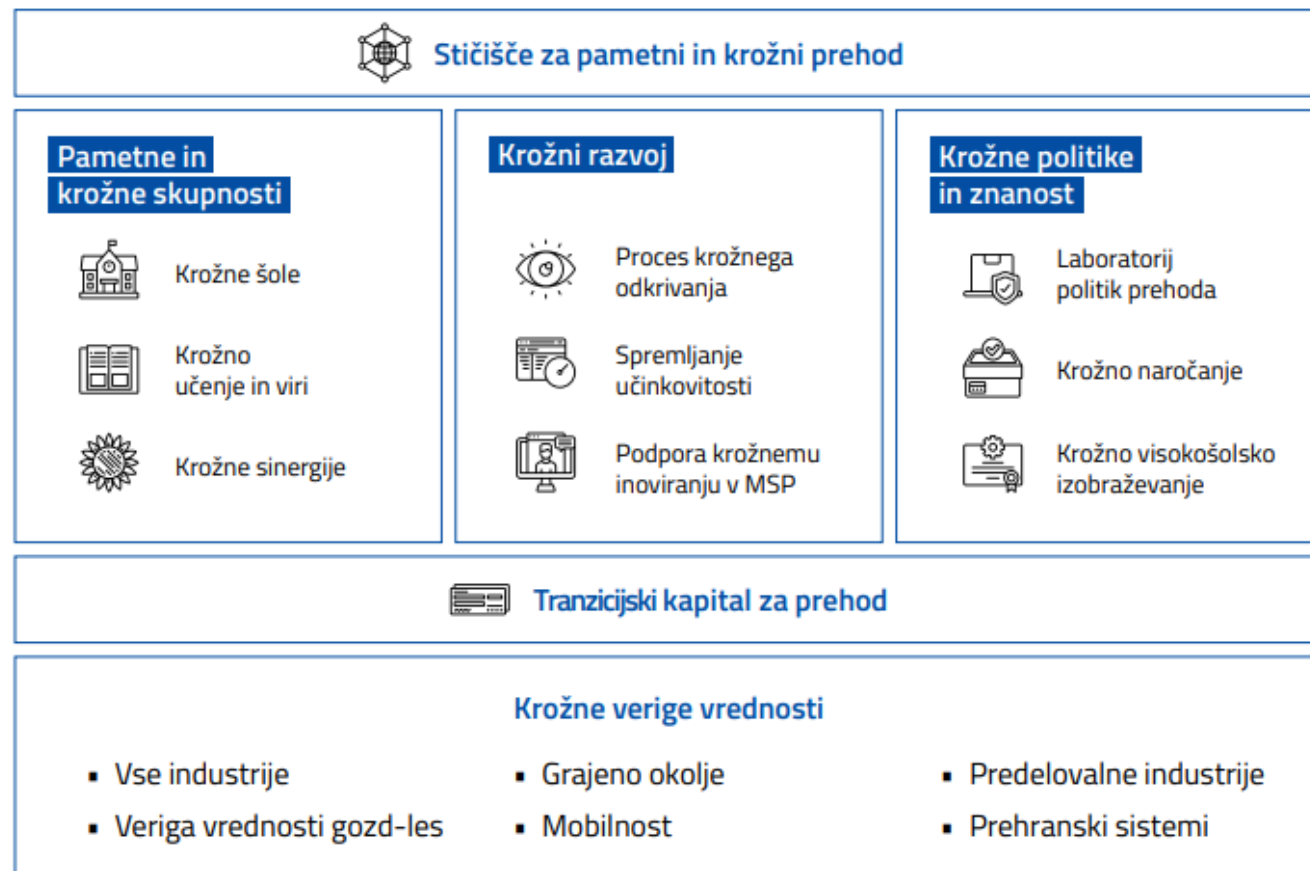 Stičišče za pametni in krožni prehod
Pametne in
krožne skupnosti
Krožne šole
Krožno
učenje in viri
Krožne sinergije
Krožni razvoj
Proces krožnega
odkrivanja
Spremljanje
učinkovitosti
Podpora krožnemu
inoviranju v MSP
Krožne politike
in znanost
Laboratorij
politik prehoda
Krožno naročanje
Krožno visokošolsko
izobraževanje
Tranzicijski kapital za prehod
Krožne verige vrednosti
▪ Vse industrije
▪ Veriga vrednosti gozd-les
▪ Grajeno okolje
▪ Mobilnost
▪ Predelovalne industrije
▪ Prehranski sistemi